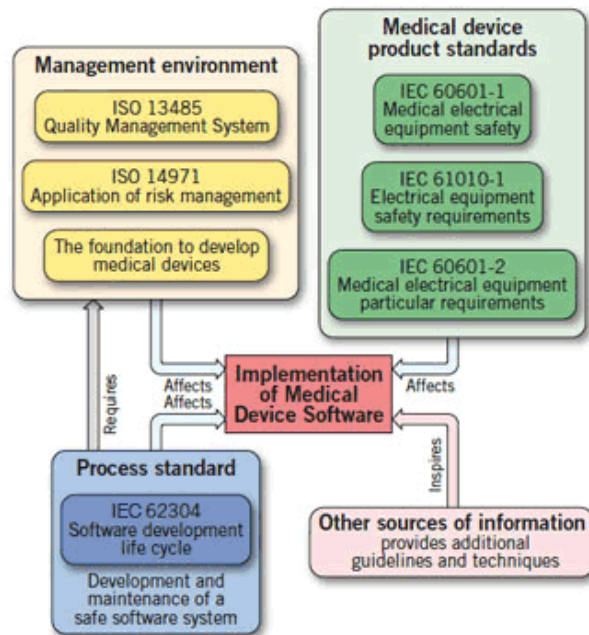 Management environment
ISO 13485
Quality Management System
ISO 14971
Application of risk management
The foundation to develop
medical devices
Medical device
product standards
IEC 60601-1
Medical electrical
equipment safety
IEC 61010-1
Electrical equipment
safety requirements
IEC 60601-2
Medical electrical equipment
particular requirements
Requires
Affects
Affects
Implementation
of Medical
Device Software
Affects
Inspires
Process standard
IEC 62304
Software development
life cycle
Development and
maintenance of a
safe software system
Other sources of information
provides additional
guidelines and techniques